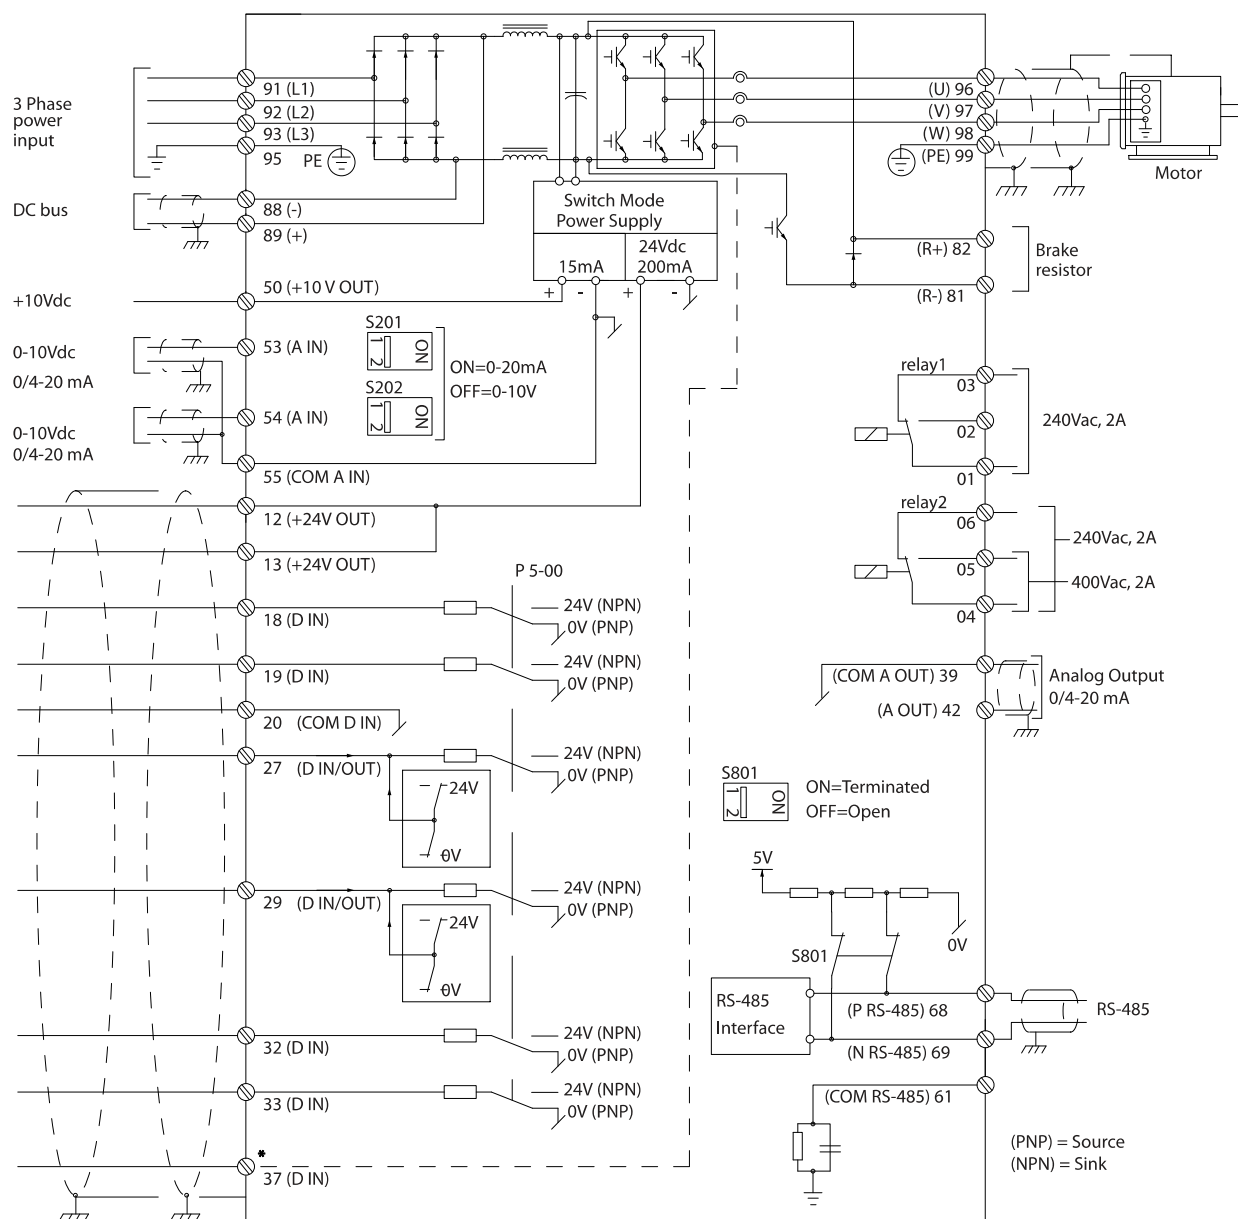 3 Phase
power
input
91 (L1)
92 (L2)
93 (L3)
95
PE
DC bus
88 (-)
89 (+)
Switch Mode
Power Supply
24Vdc
15mA
200mA
+
-
+
-
(U) 96
(V) 97
(W) 98
(PE) 99
Motor
(R+) 82
(R-) 81
Brake
resistor
+10Vdc
50 (+10 V OUT)
0-10Vdc
0/4-20 mA
53 (A IN)
S201
1 2
ON
S202
1 2
ON
ON=0-20mA
OFF=0-10V
0-10Vdc
0/4-20 mA
54 (A IN)
55 (COM A IN)
12 (+24V OUT)
13 (+24V OUT)
relay1
03
02
01
240Vac, 2A
relay2
06
05
04
240Vac, 2A
400Vac, 2A
P 5-00
18 (D IN)
24V (NPN)
0V (PNP)
19 (D IN)
24V (NPN)
0V (PNP)
20 (COM D IN)
27 (D IN/OUT)
24V (NPN)
0V (PNP)
24V
0V
29 (D IN/OUT)
24V (NPN)
0V (PNP)
24V
0V
32 (D IN)
24V (NPN)
0V (PNP)
33 (D IN)
24V (NPN)
0V (PNP)
*
37 (D IN)
(COM A OUT) 39
(A OUT) 42
Analog Output
0/4-20 mA
S801
1 2
ON
ON=Terminated
OFF=Open
5V
0V
S801
RS-485
Interface
(P RS-485) 68
(N RS-485) 69
RS-485
(COM RS-485) 61
(PNP) = Source
(NPN) = Sink